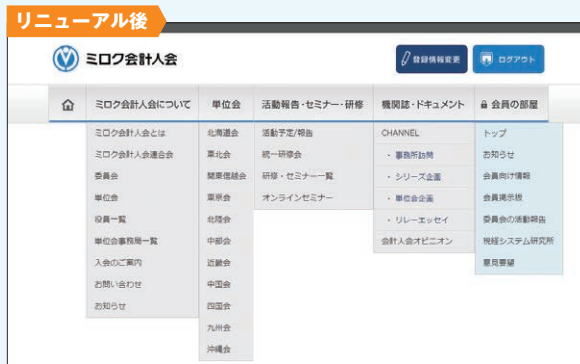 リニューアル後
ミロク会計人会
登録情報変更
ログアウト
ミロク会計人会について
単位会
活動報告・セミナー・研修
機関誌・ドキュメント
会員の部屋
ミロク会計人会とは
ミロク会計人会連合会
委員会
単位会
役員一覧
単位会事務局一覧
入会のご案内
お問い合わせ
お知らせ
北海道会
東北会
関東信越会
東京会
北陸会
中部会
近畿会
中国会
四国会
九州会
沖縄会
活動予定/報告
統一研修会
研修・セミナー一覧
オンラインセミナー
CHANNEL
・事務所訪問
・シリーズ企画
・単位会企画
・リレーエッセイ
会計人会オピニオン
トップ
お知らせ
会員向け情報
会員掲示板
委員会の活動報告
税経システム研究所
意見要望